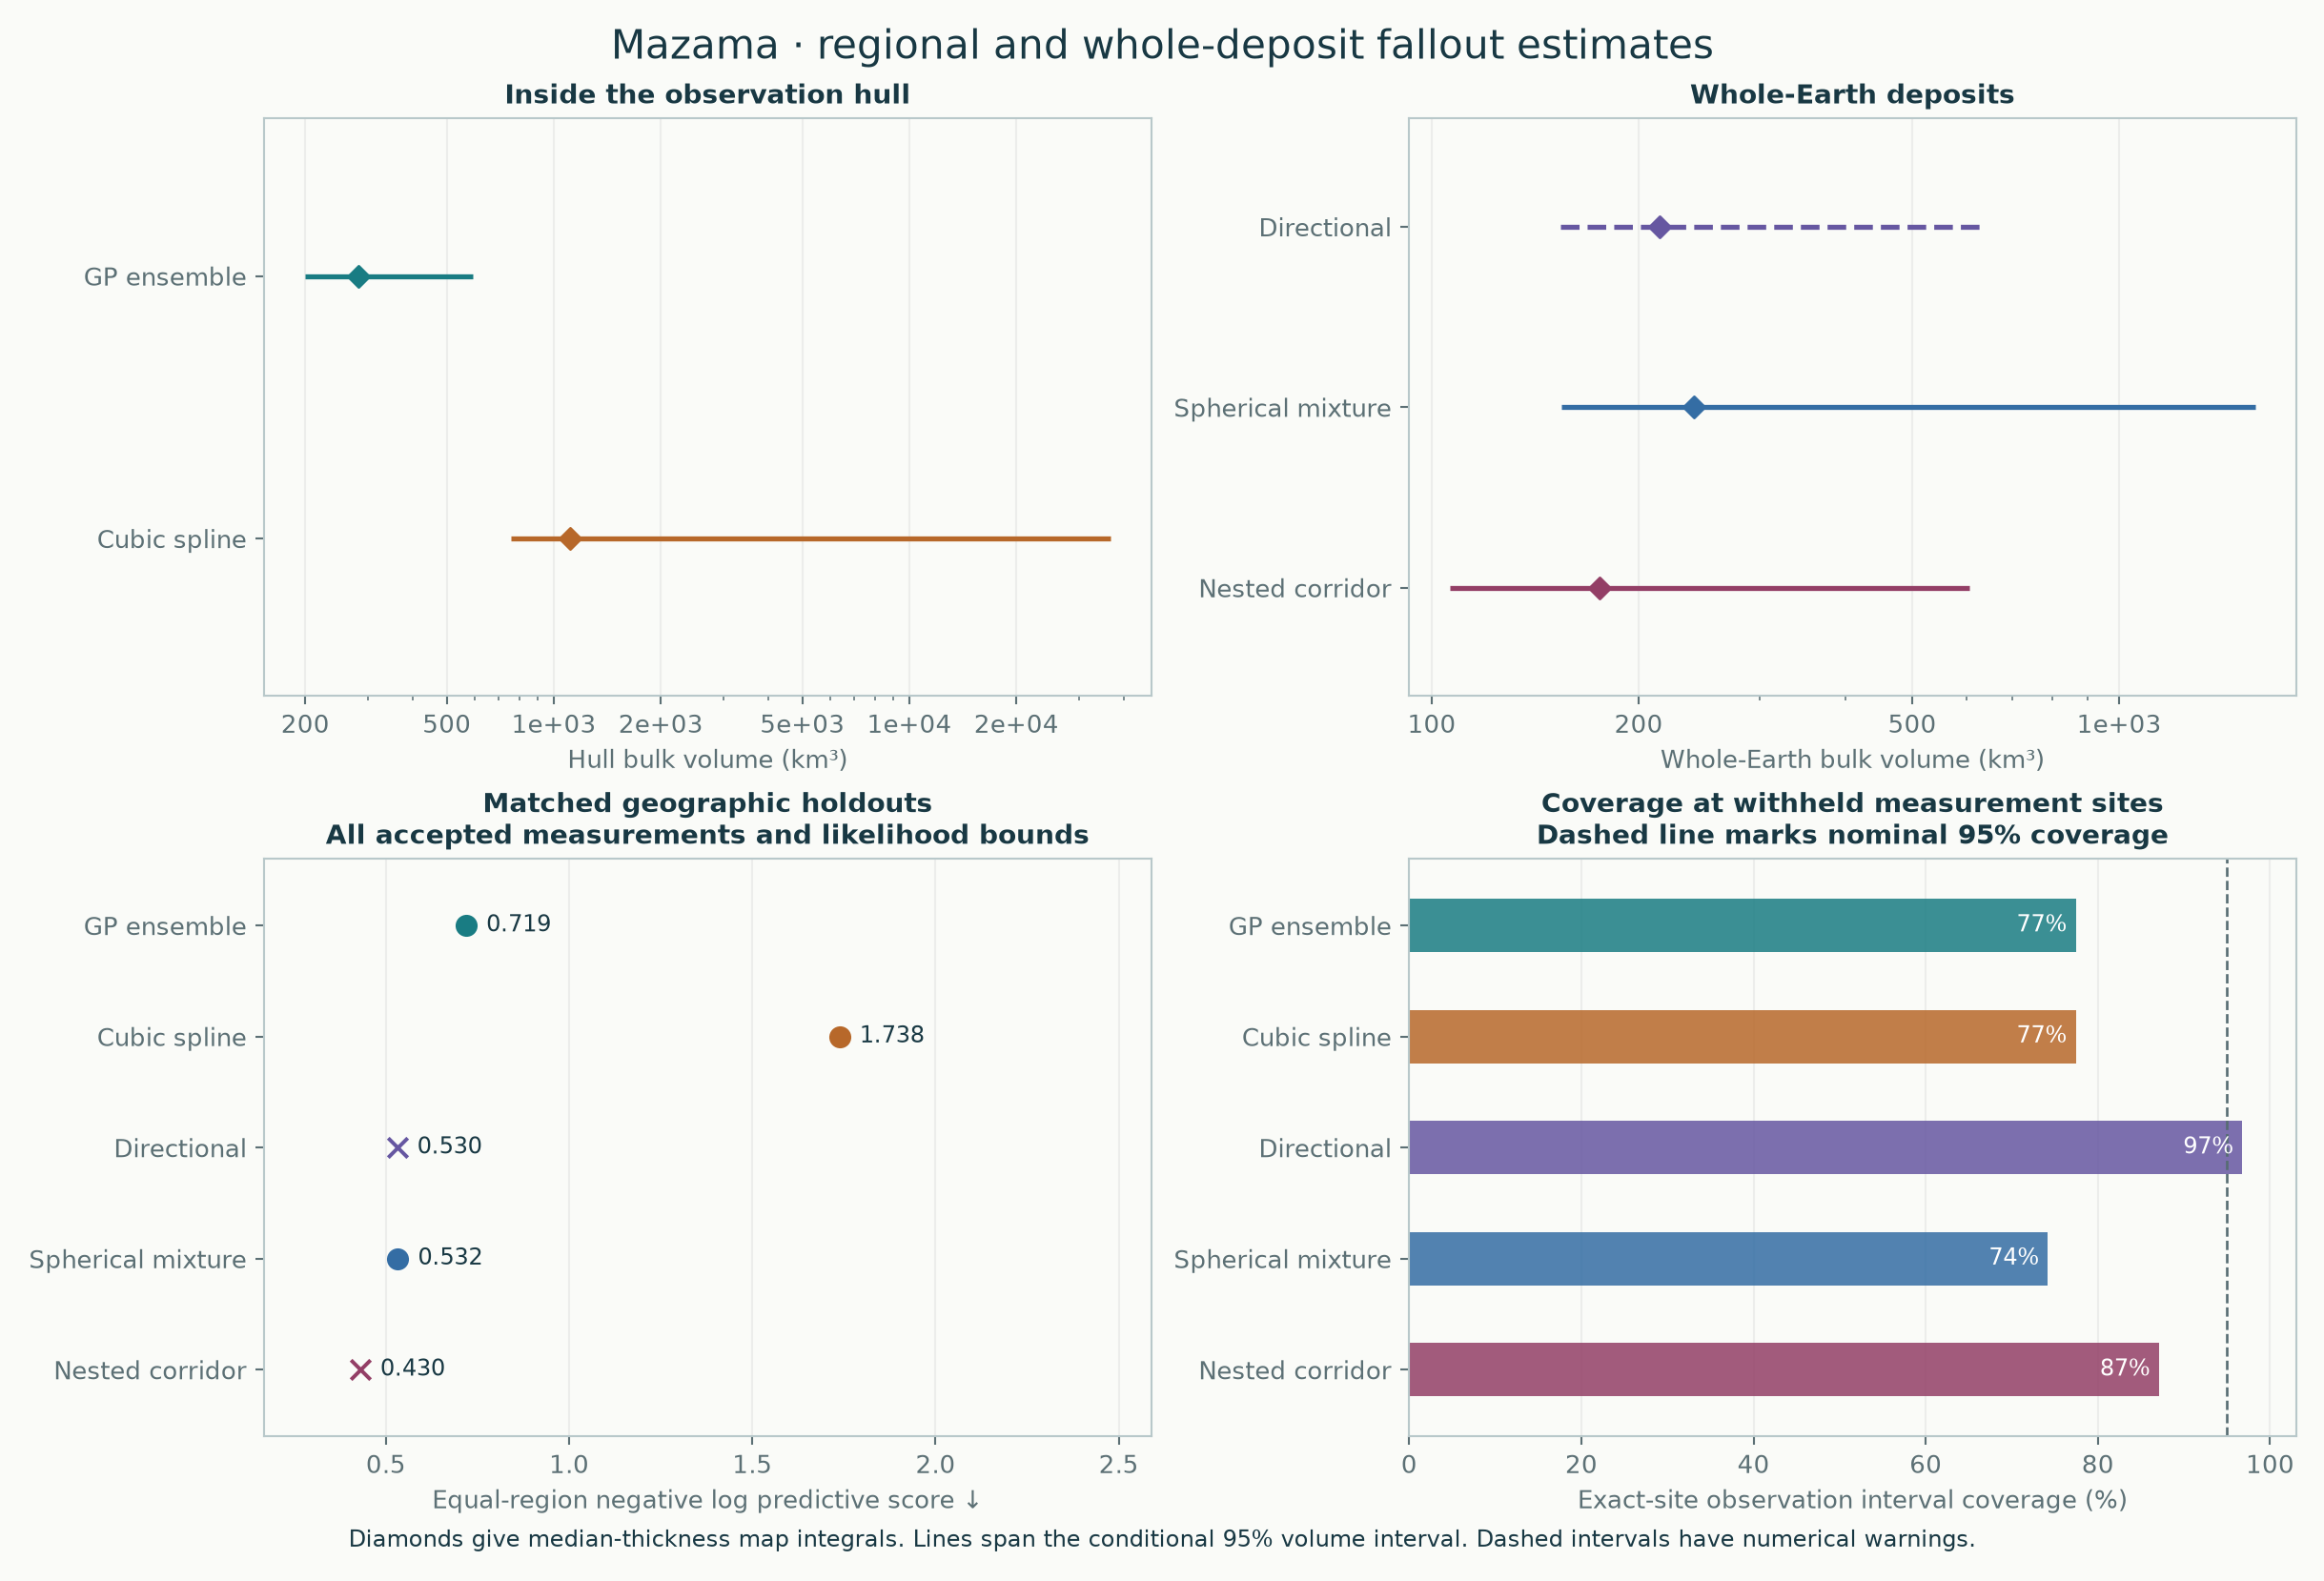 Mazama · regional and whole-deposit fallout estimates
Inside the observation hull
GP ensemble
Cubic spline
200 500 1e+03 2e+03 5e+03 1e+04 2e+04
Hull bulk volume (km³)
Whole-Earth deposits
Directional
Spherical mixture
Nested corridor
100 200 500 1e+03
Whole-Earth bulk volume (km³)
Matched geographic holdouts
All accepted measurements and likelihood bounds
GP ensemble 0.719
Cubic spline 1.738
Directional 0.530
Spherical mixture 0.532
Nested corridor 0.430
0.5 1.0 1.5 2.0 2.5
Equal-region negative log predictive score ↓
Coverage at withheld measurement sites
Dashed line marks nominal 95% coverage
GP ensemble 77%
Cubic spline 77%
Directional 97%
Spherical mixture 74%
Nested corridor 87%
0 20 40 60 80 100
Exact-site observation interval coverage (%)
Diamonds give median-thickness map integrals. Lines span the conditional 95% volume interval. Dashed intervals have numerical warnings.